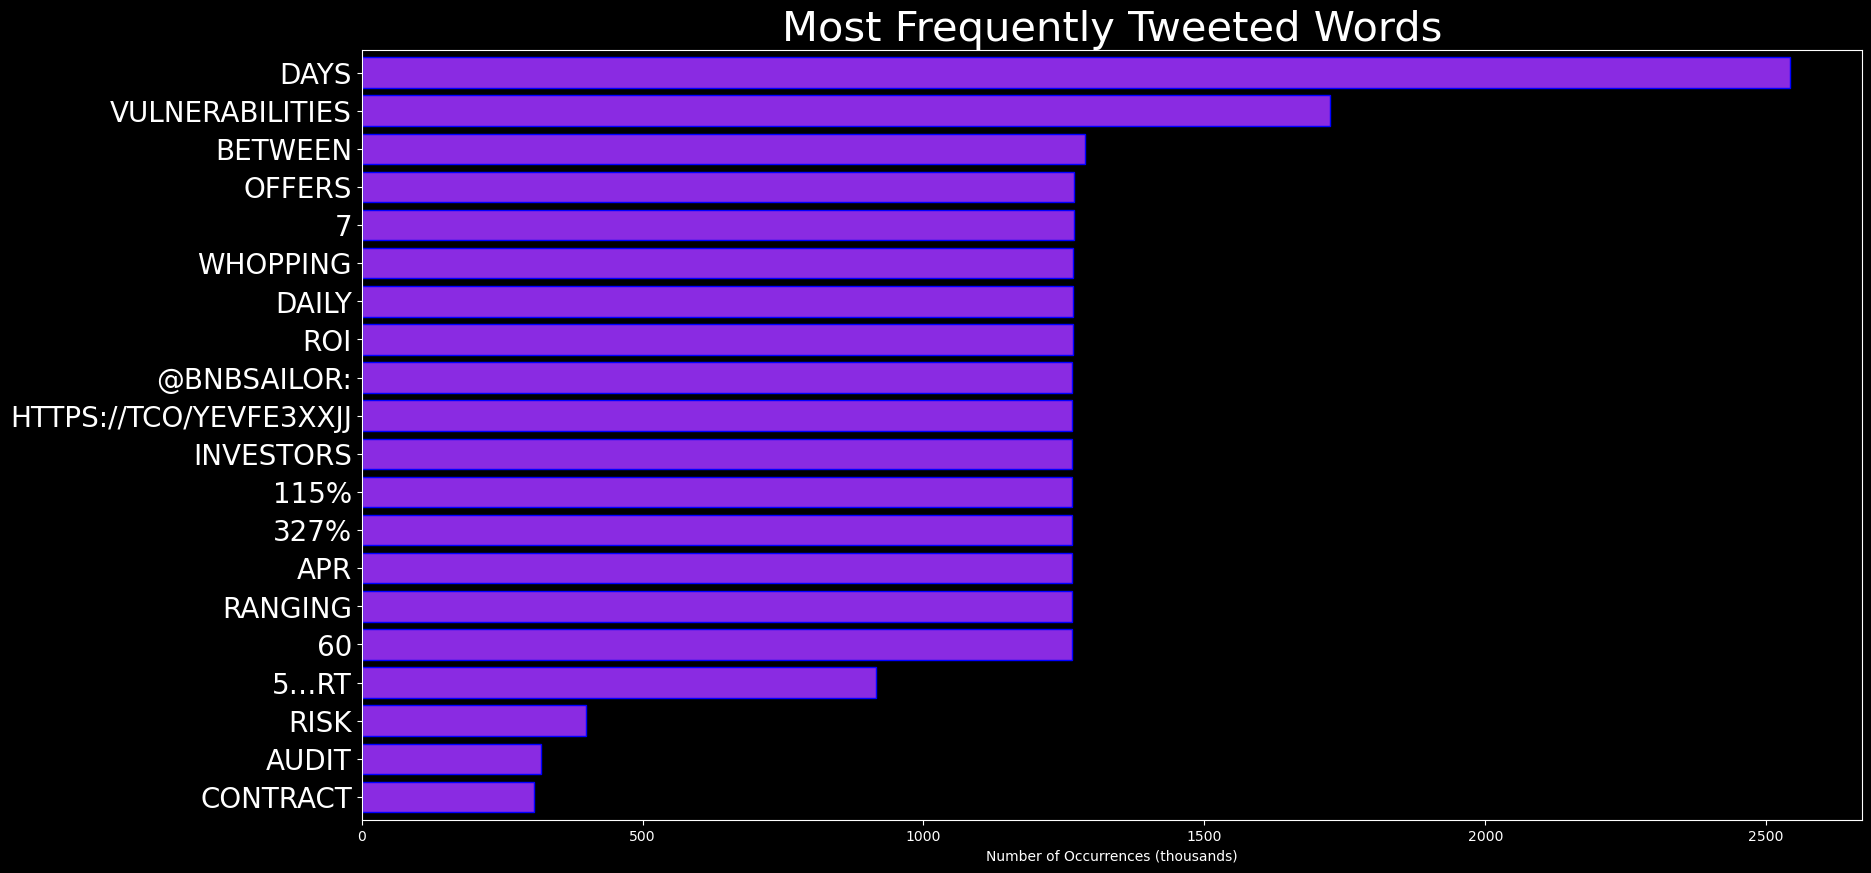 Most Frequently Tweeted Words
DAYS
VULNERABILITIES
BETWEEN
OFFERS
7
WHOPPING
DAILY
ROI
@BNBSAILOR:
HTTPS://TCO/YEVFE3XXJJ
INVESTORS
115%
327%
APR
RANGING
60
5...RT
RISK
AUDIT
CONTRACT
0 500 1000 1500 2000 2500
Number of Occurrences (thousands)